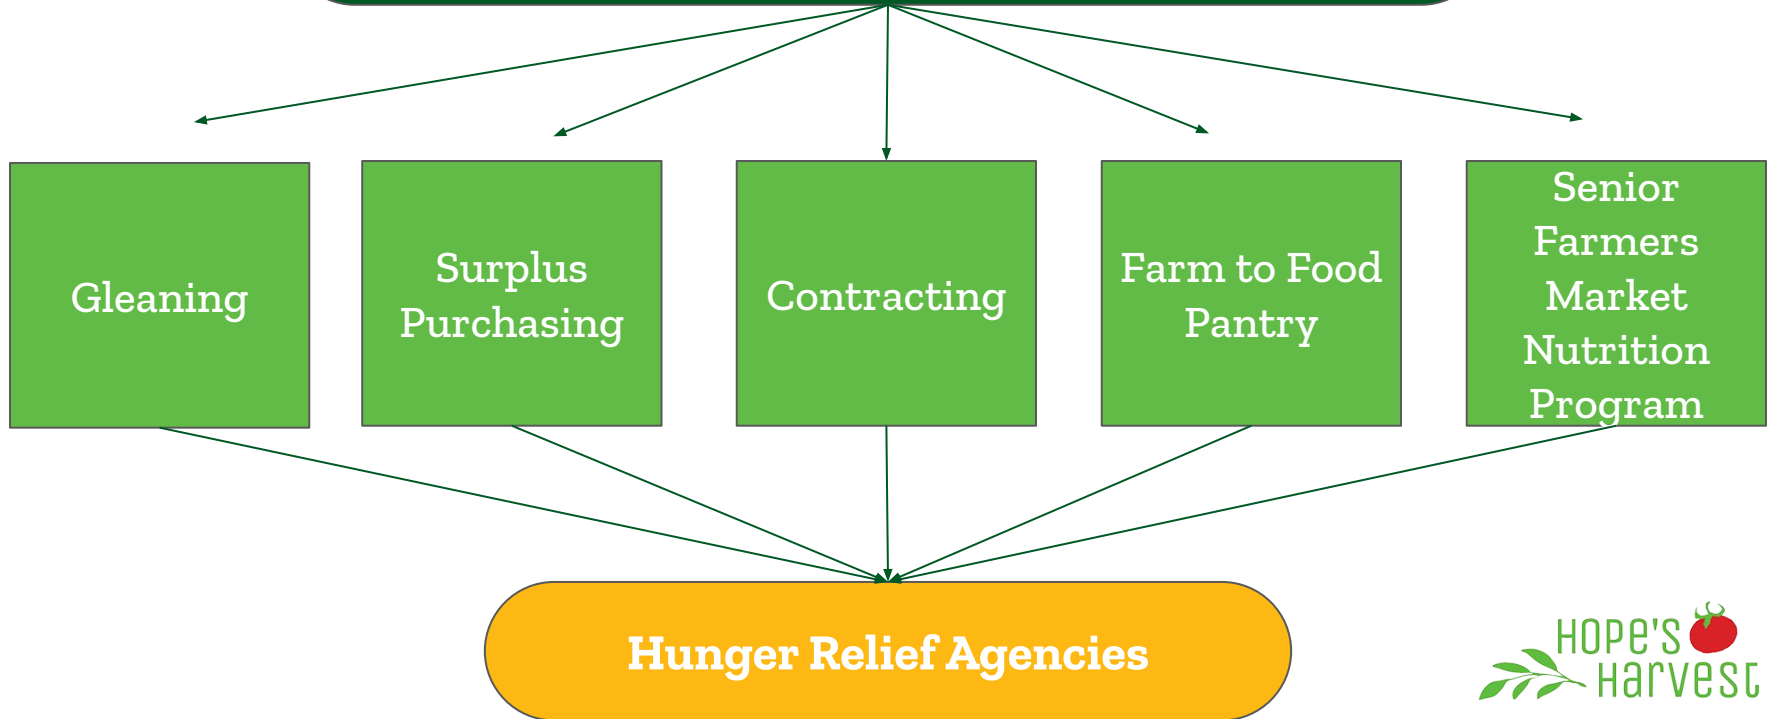 Gleaning
Surplus
Purchasing
Contracting
Farm to Food
Pantry
Senior
Farmers
Market
Nutrition
Program
Hunger Relief Agencies
HOPE'S
HARVEST